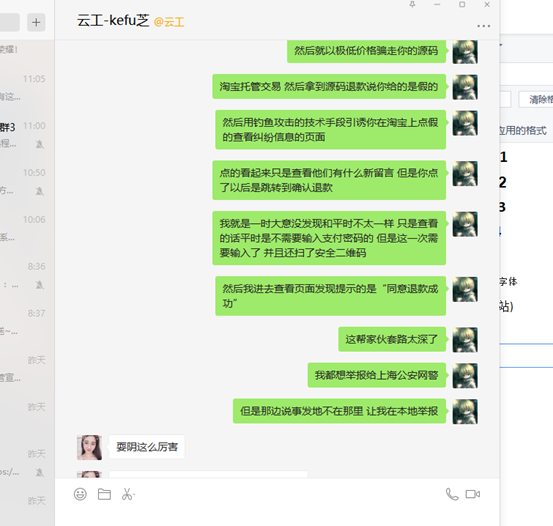 云工-kefu芝 @云工
11:05
11:00
群3
10:50
10:06
8:36
8:37
昨天
昨天
昨天
昨天
然后就以极低价格骗走你的源码
淘宝托管交易 然后拿到源码退款说你给的是假的
然后用钓鱼攻击的技术手段引诱你在淘宝上点假
的查看纠纷信息的页面
点的看起来只是查看他们有什么新留言 但是你点
了以后是跳转到确认退款
我就是一时大意没发现和平时不太一样 只是查看
的话平时是不需要输入支付密码的 但是这一次需
要输入了 并且还扫了安全二维码
然后我进去查看页面发现提示的是“同意退款成
功”
这帮家伙套路太深了
我都想举报给上海公安网警
但是那边说事发地不在那里 让我在本地举报
耍阴这么厉害
清除格
应用的格式
1
2
3
字体
站)